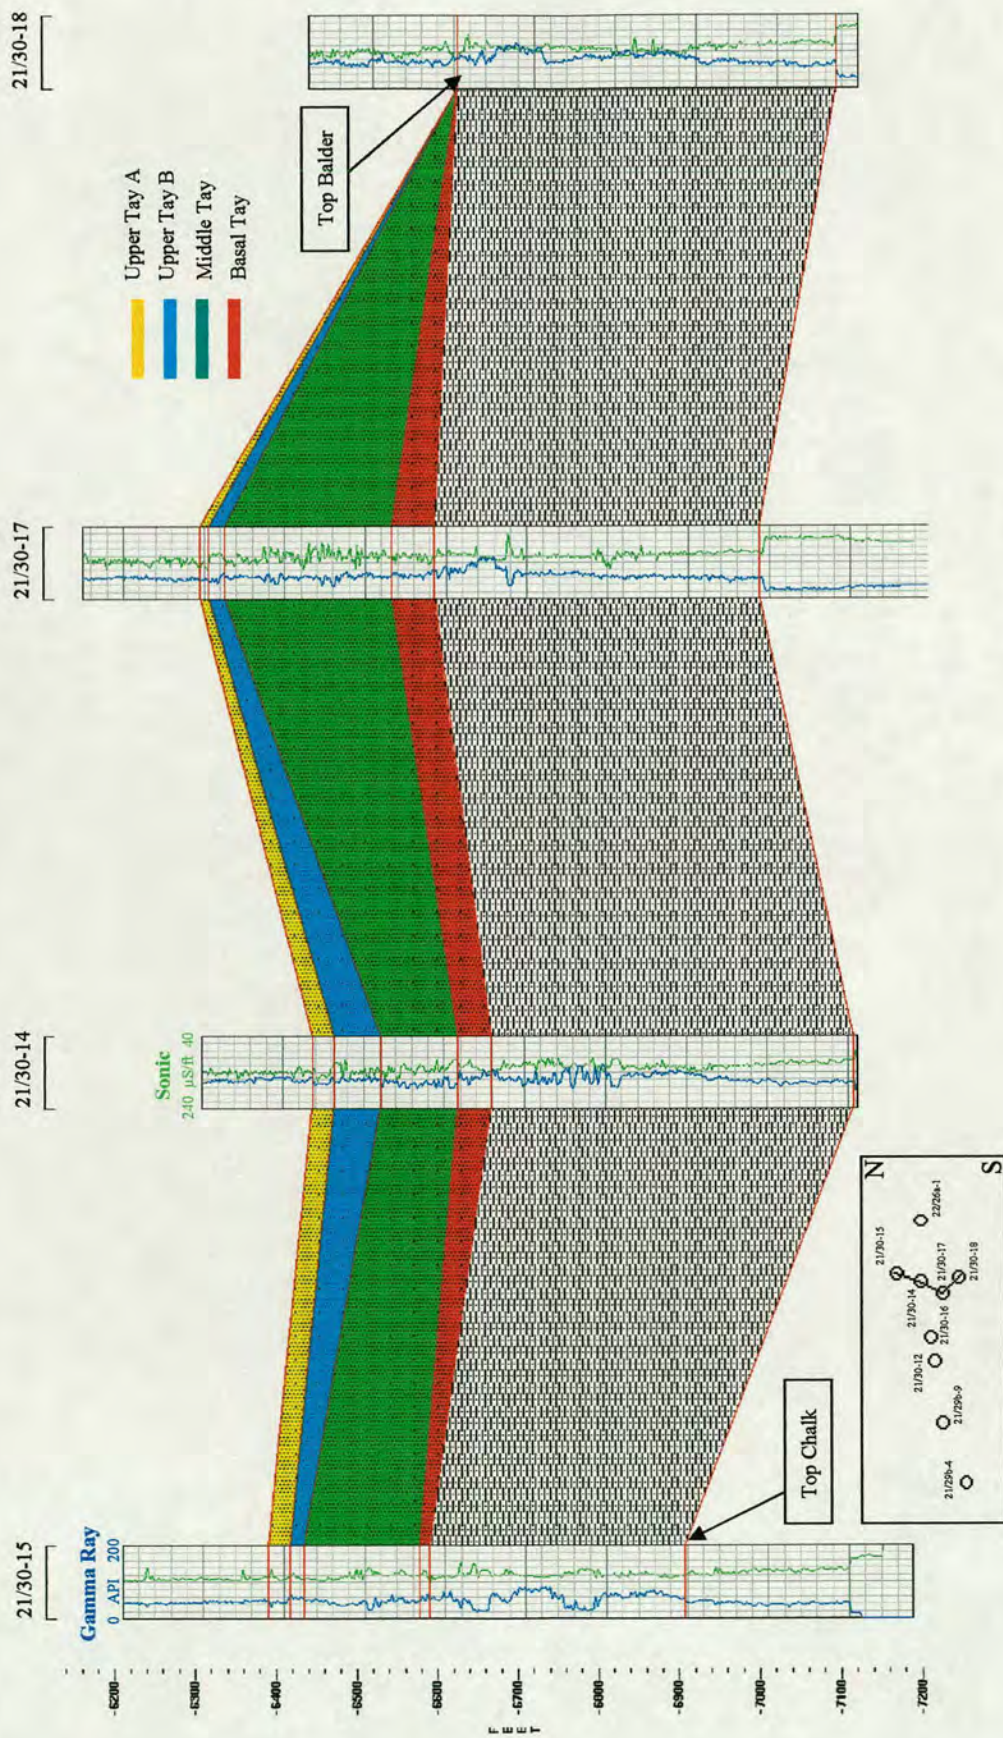 21/30-15
21/30-14
21/30-17
21/30-18
Gamma Ray
0 API 200
Sonic
240 µS/ft 40
Upper Tay A
Upper Tay B
Middle Tay
Basal Tay
Top Balder
FEET
-6200
-6300
-6400
-6500
-6600
-6700
-6800
-6900
-7000
-7100
-7200
Top Chalk
N
21/30-15
21/30-14
22/26a-1
21/30-17
21/30-16
21/30-12
21/30-18
21/29b-9
21/29b-4
S